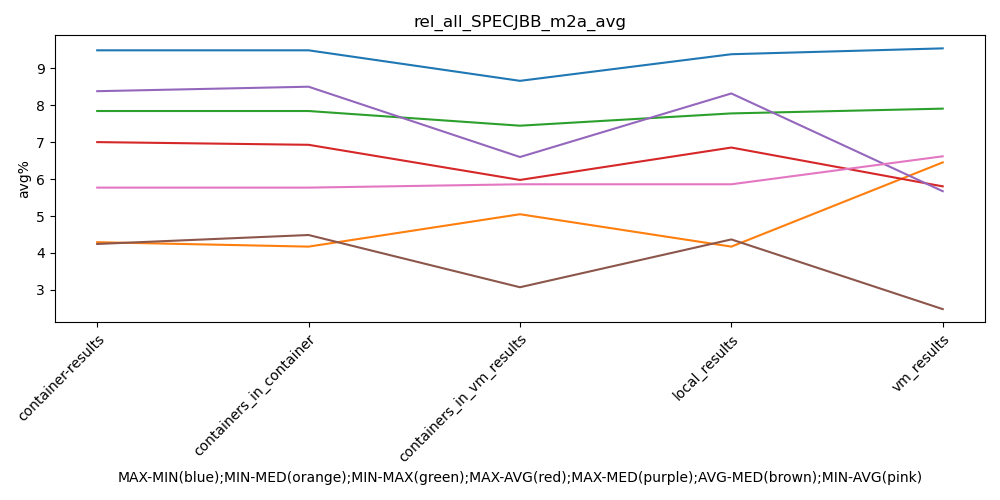 rel_all_SPECJBB_m2a_avg
avg%
9
8
7
6
5
4
3
container-results
containers_in_container
containers_in_vm_results
local_results
vm_results
MAX-MIN(blue);MIN-MED(orange);MIN-MAX(green);MAX-AVG(red);MAX-MED(purple);AVG-MED(brown);MIN-AVG(pink)